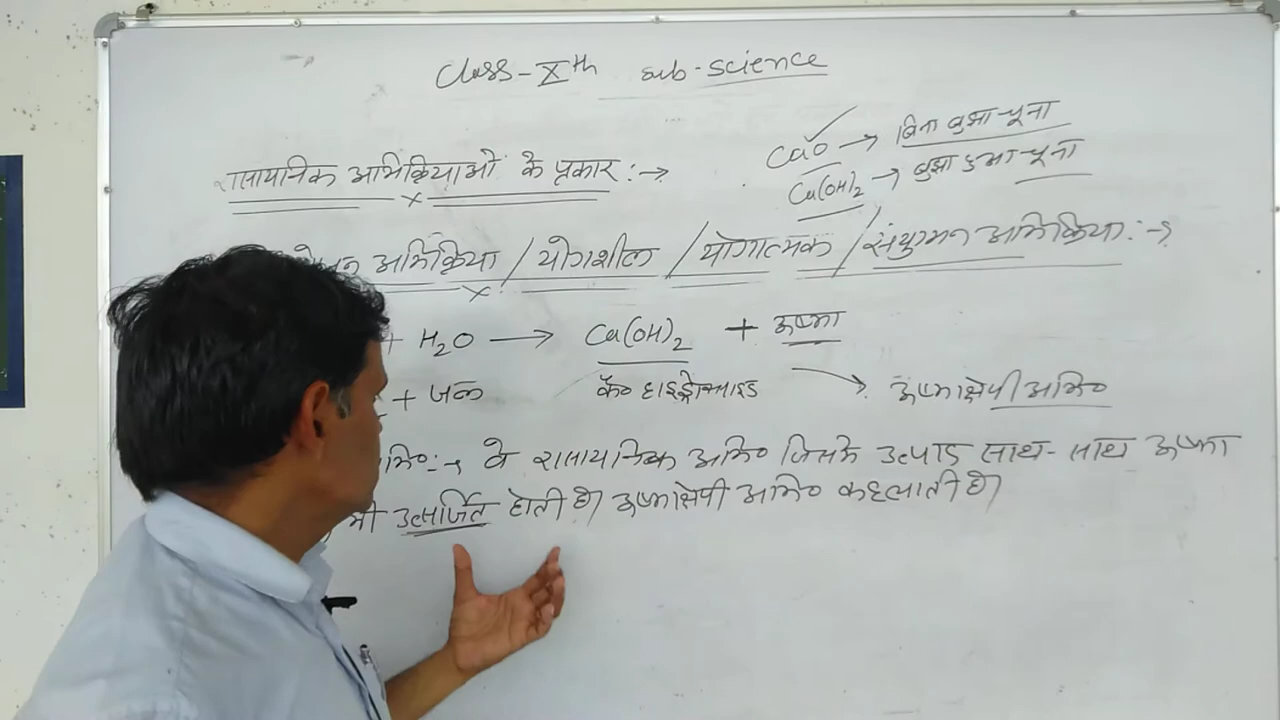 Class-Xth sub-science
रासायनिक अभिक्रियाओं के प्रकार :→
CaO → बिना बुझा चूना
Ca(OH)2 → बुझा हुआ चूना
अभिक्रिया / योगशील / योगात्मक / संयुग्मन अभिक्रिया :→
+ H2O → Ca(OH)2 + ऊष्मा
+ जल कै० हाइड्रोक्साइड → ऊष्माक्षेपी अभि०
भि० :→ वे रासायनिक अभि० जिसके उत्पाद साथ-साथ ऊष्मा
भी उत्सर्जित होती है। ऊष्माक्षेपी अभि० कहलाती है।